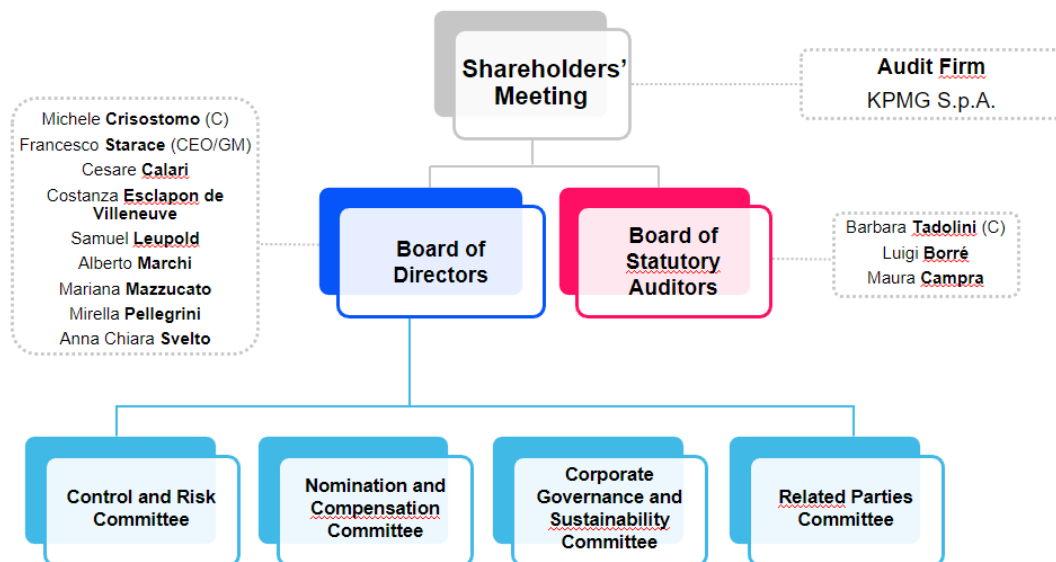 Shareholders'
Meeting
Audit Firm
KPMG S.p.A.
Michele Crisostomo (C)
Francesco Starace (CEO/GM)
Cesare Calari
Costanza Esclapon de
Villeneuve
Samuel Leupold
Alberto Marchi
Mariana Mazzucato
Mirella Pellegrini
Anna Chiara Svelto
Board of
Directors
Board of
Statutory
Auditors
Barbara Tadolini (C)
Luigi Borré
Maura Campra
Control and Risk
Committee
Nomination and
Compensation
Committee
Corporate
Governance and
Sustainability
Committee
Related Parties
Committee